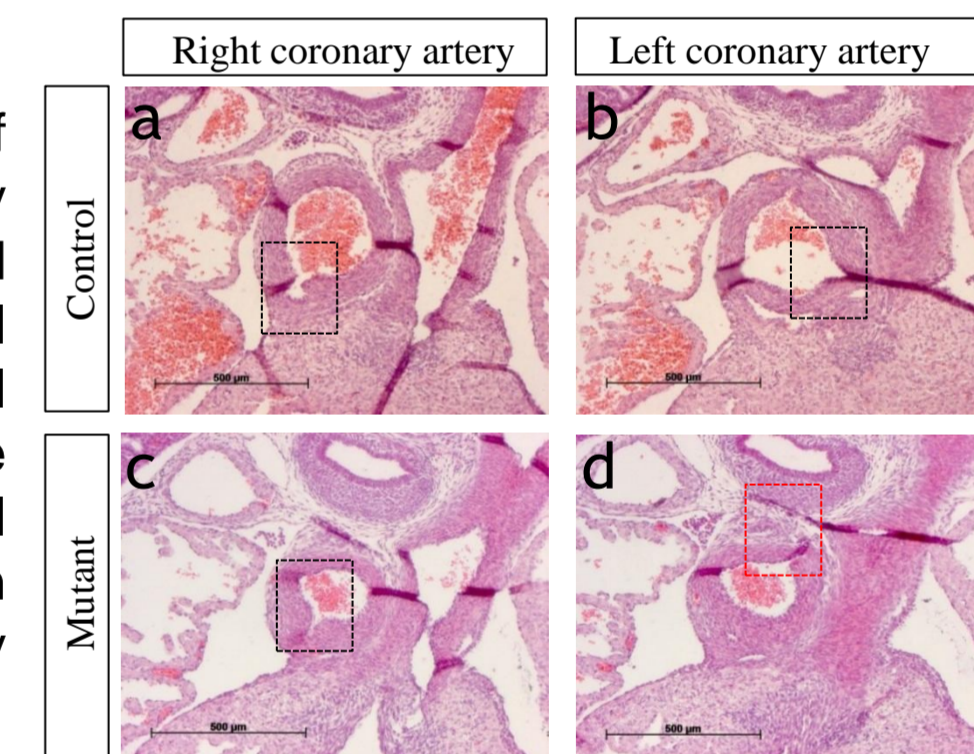 Right coronary artery
Left coronary artery
Control
a
500 µm
b
500 µm
Mutant
c
500 µm
d
500 µm